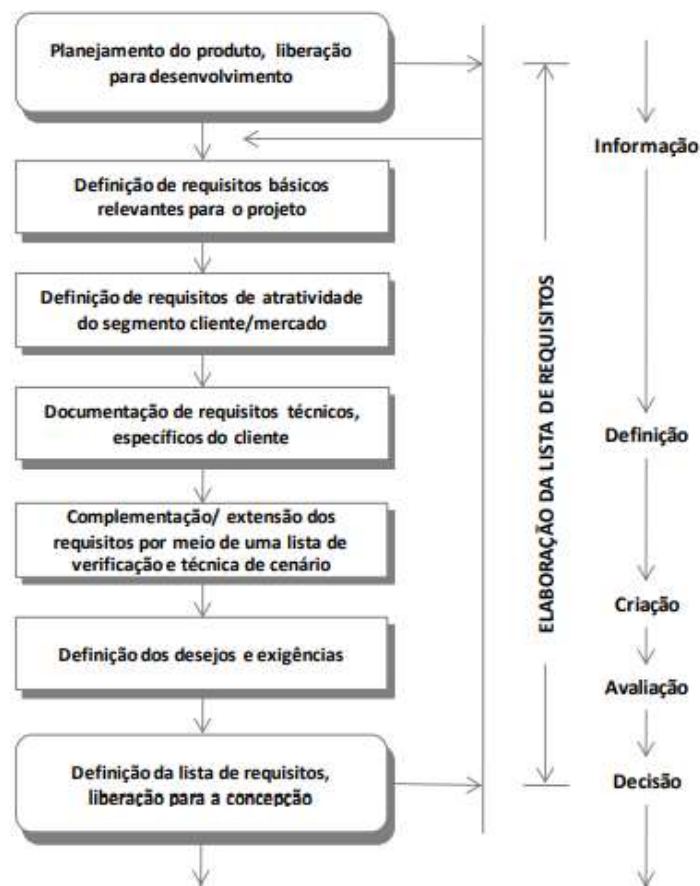 Planejamento do produto, liberação
para desenvolvimento
Definição de requisitos básicos
relevantes para o projeto
Definição de requisitos de atratividade
do segmento cliente/mercado
Documentação de requisitos técnicos,
específicos do cliente
Complementação/ extensão dos
requisitos por meio de uma lista de
verificação e técnica de cenário
Definição dos desejos e exigências
Definição da lista de requisitos,
liberação para a concepção
ELABORAÇÃO DA LISTA DE REQUISITOS
Informação
Definição
Criação
Avaliação
Decisão